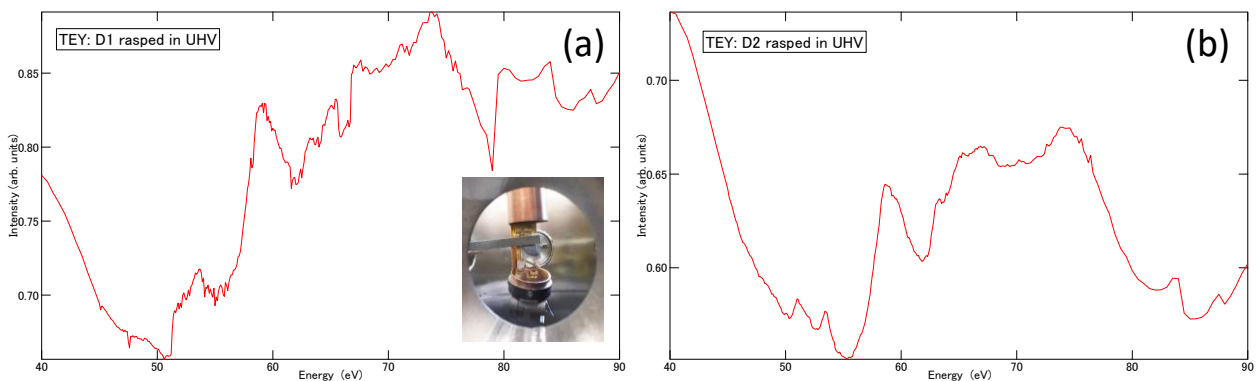 TEY: D1 rasped in UHV
(a)
Intensity (arb. units)
0.85
0.80
0.75
0.70
40
50
60
70
80
90
Energy (eV)
TEY: D2 rasped in UHV
(b)
Intensity (arb. units)
0.70
0.65
0.60
40
50
60
70
80
90
Energy (eV)